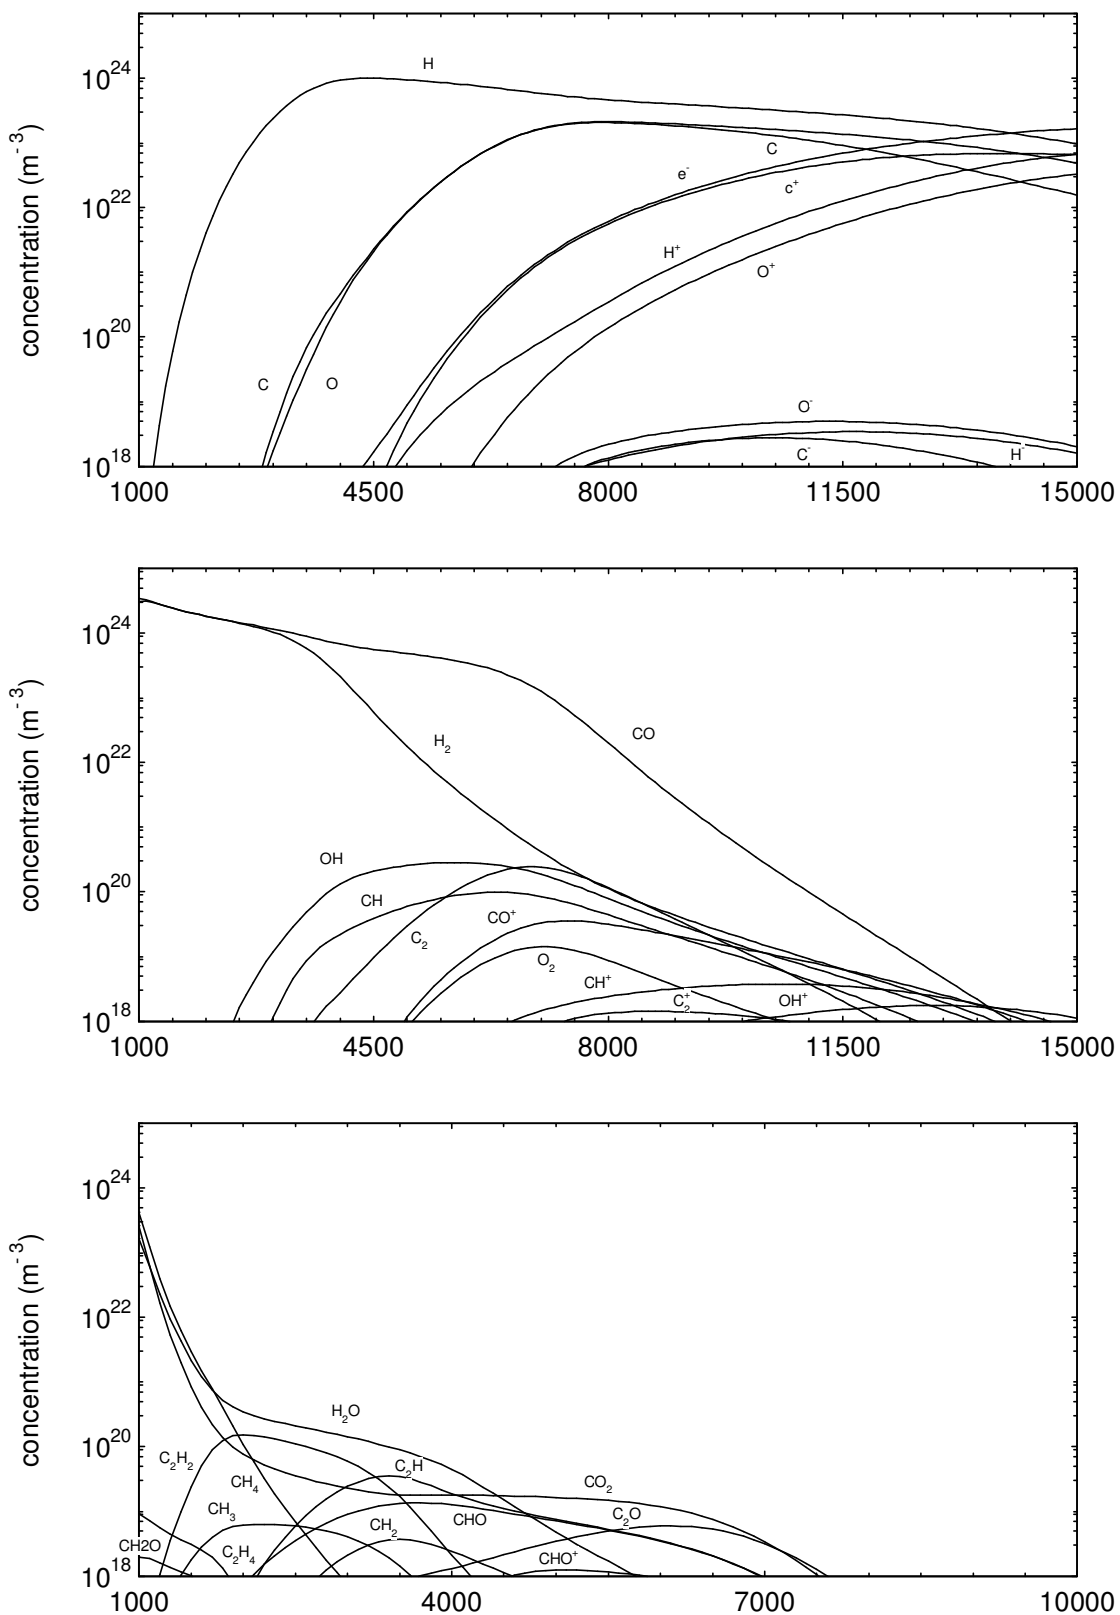 concentration (m⁻³)
10²⁴
10²²
10²⁰
10¹⁸
H
C
e⁻
c⁺
H⁺
O⁺
C
O
O⁻
C⁻
H⁻
1000
4500
8000
11500
15000
concentration (m⁻³)
10²⁴
10²²
10²⁰
10¹⁸
CO
H₂
OH
CH
CO⁺
C₂
O₂
CH⁺
C₂⁺
OH⁺
1000
4500
8000
11500
15000
concentration (m⁻³)
10²⁴
10²²
10²⁰
10¹⁸
H₂O
C₂H₂
C₂H
CH₄
CO₂
CH₃
C₂O
CHO
CH₂
CH2O
C₂H₄
CHO⁺
1000
4000
7000
10000